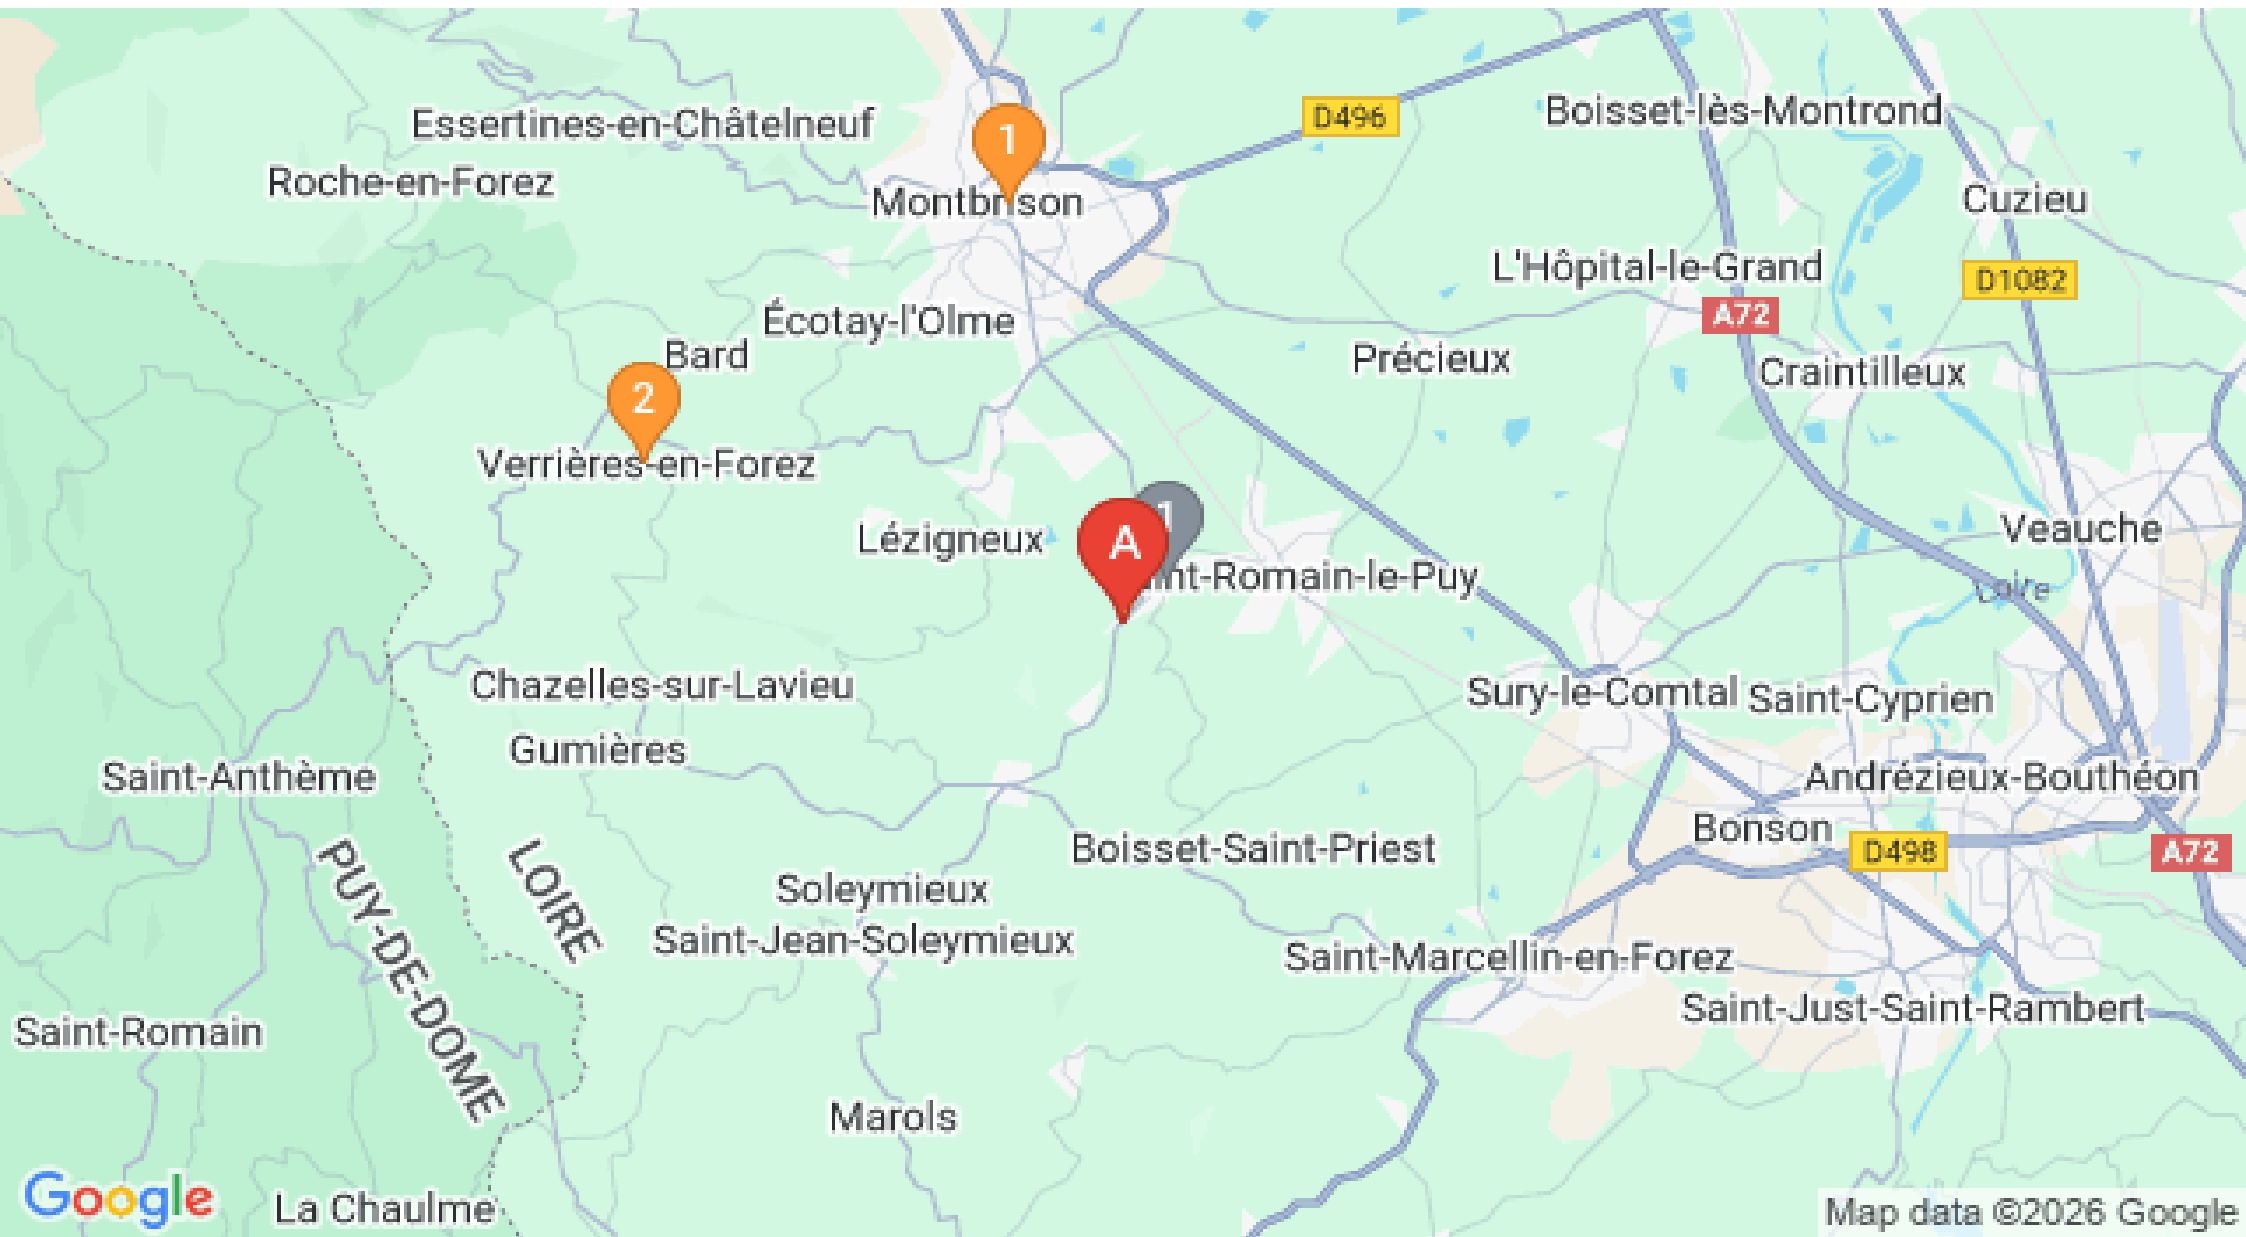 Essertines-en-Châtelneuf
Roche-en-Forez
1
Montbrison
D496
Boisset-lès-Montrond
Cuzieu
L'Hôpital-le-Grand
D1082
A72
Écotay-l'Olme
Bard
Précieux
Craintilleux
2
Verrières-en-Forez
Lézigneux
A
1
Saint-Romain-le-Puy
Veauche
Loire
Chazelles-sur-Lavieu
Sury-le-Comtal
Saint-Cyprien
Gumières
Saint-Anthème
Andrézieux-Bouthéon
Bonson
D498
A72
Boisset-Saint-Priest
LOIRE
PUY-DE-DOME
Soleymieux
Saint-Jean-Soleymieux
Saint-Marcellin-en-Forez
Saint-Just-Saint-Rambert
Saint-Romain
Marols
Google
La Chaulme
Map data ©2026 Google